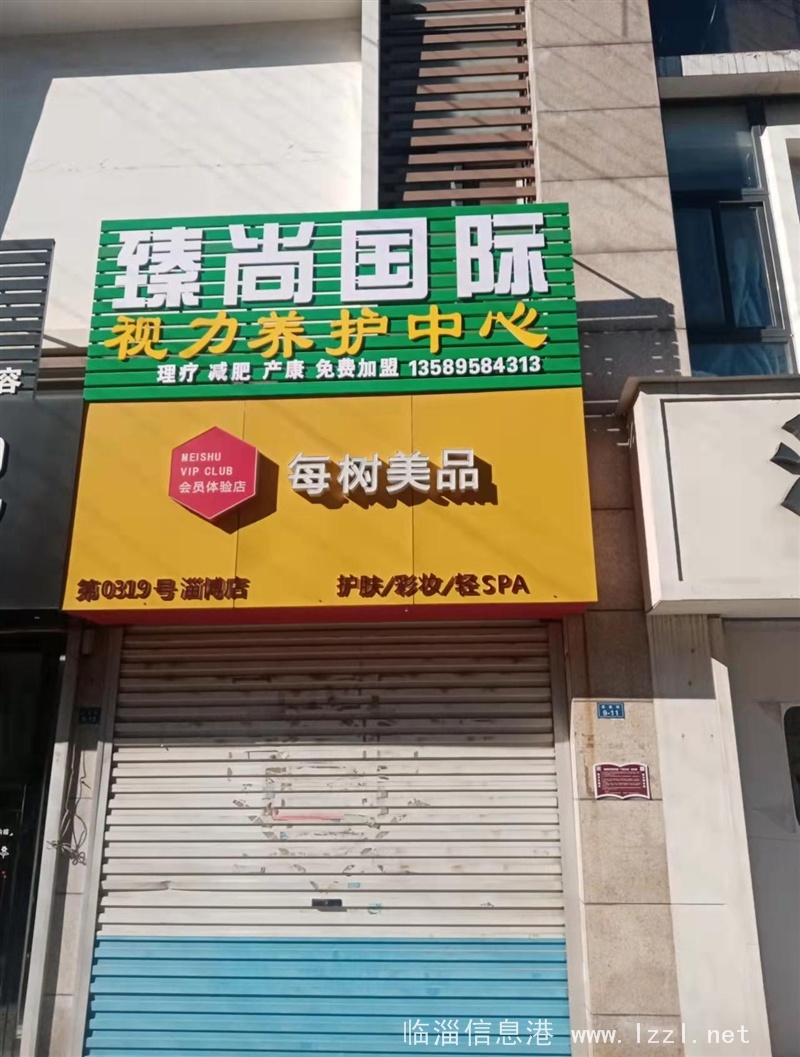 臻尚国际
视力养护中心
理疗 减肥 产康 免费加盟 13589584313
容
MEISHU
VIP CLUB
会员体验店
每树美品
第0319号淄博店
护肤/彩妆/轻SPA
9-11
临淄信息港 www.lzzl.net